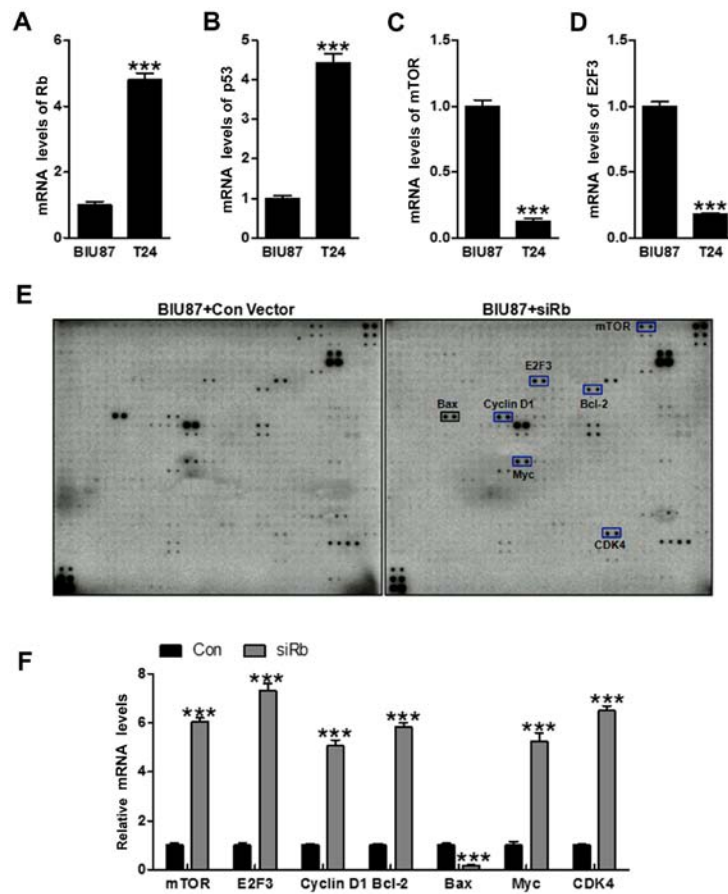 A
mRNA levels of Rb
6
4
2
0
***
BIU87 T24
B
mRNA levels of p53
5
4
3
2
1
0
***
BIU87 T24
C
mRNA levels of mTOR
1.5
1.0
0.5
0.0
***
BIU87 T24
D
mRNA levels of E2F3
1.5
1.0
0.5
0.0
***
BIU87 T24
E
BIU87+Con Vector
BIU87+siRb
mTOR
E2F3
Bax
Cyclin D1
Bcl-2
Myc
CDK4
F
Con siRb
Relative mRNA levels
8
6
4
2
0
*** *** *** *** *** *** ***
mTOR E2F3 Cyclin D1 Bcl-2 Bax Myc CDK4